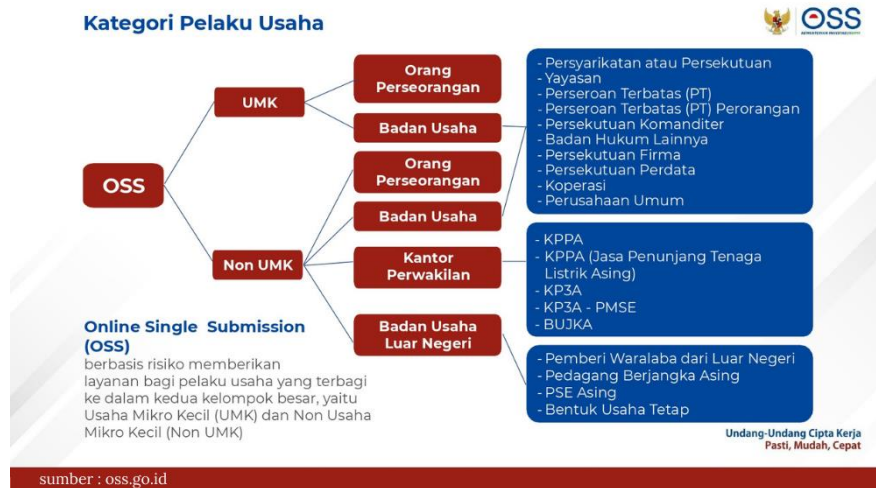 Kategori Pelaku Usaha
OSS
OSS
UMK
Non UMK
Orang
Perseorangan
Badan Usaha
Orang
Perseorangan
Badan Usaha
Kantor
Perwakilan
Badan Usaha
Luar Negeri
- Persyarikatan atau Persekutuan
- Yayasan
- Perseroan Terbatas (PT)
- Perseroan Terbatas (PT) Perorangan
- Persekutuan Komanditer
- Badan Hukum Lainnya
- Persekutuan Firma
- Persekutuan Perdata
- Koperasi
- Perusahaan Umum
- KPPA
- KPPA (Jasa Penunjang Tenaga
Listrik Asing)
- KP3A
- KP3A - PMSE
- BUJKA
- Pemberi Waralaba dari Luar Negeri
- Pedagang Berjangka Asing
- PSE Asing
- Bentuk Usaha Tetap
Online Single Submission
(OSS)
berbasis risiko memberikan
layanan bagi pelaku usaha yang terbagi
ke dalam kedua kelompok besar, yaitu
Usaha Mikro Kecil (UMK) dan Non Usaha
Mikro Kecil (Non UMK)
Undang-Undang Cipta Kerja
Pasti, Mudah, Cepat
sumber : oss.go.id